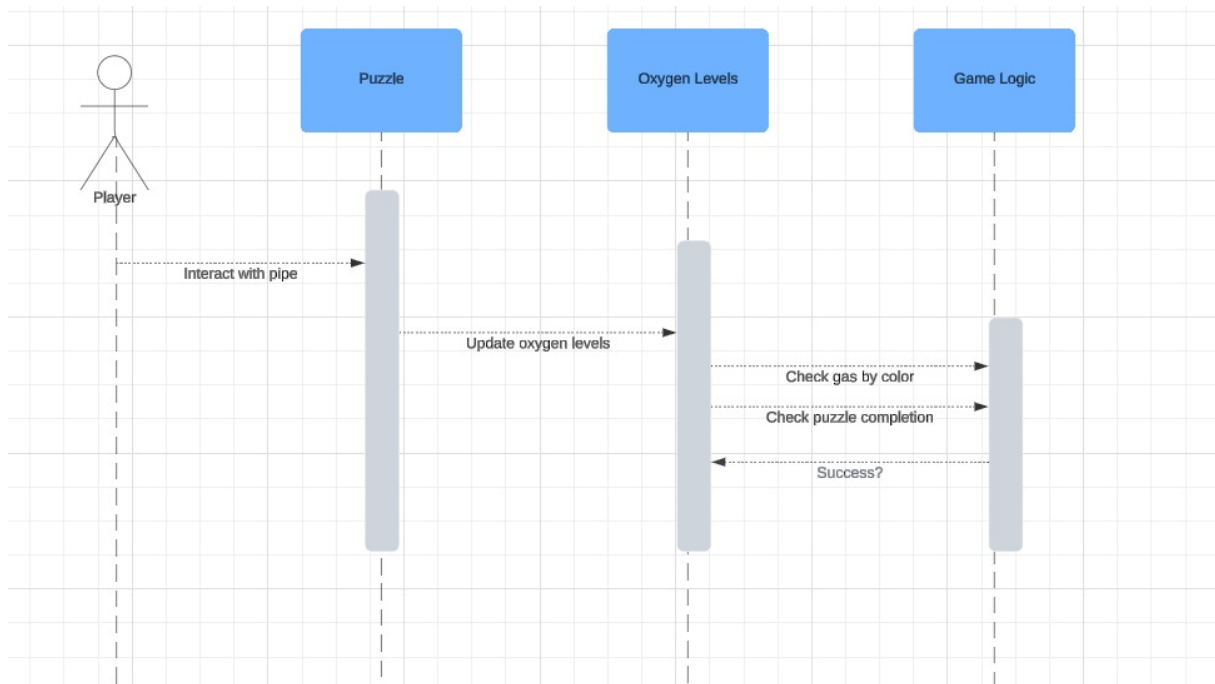 Puzzle
Oxygen Levels
Game Logic
Player
Interact with pipe
Update oxygen levels
Check gas by color
Check puzzle completion
Success?